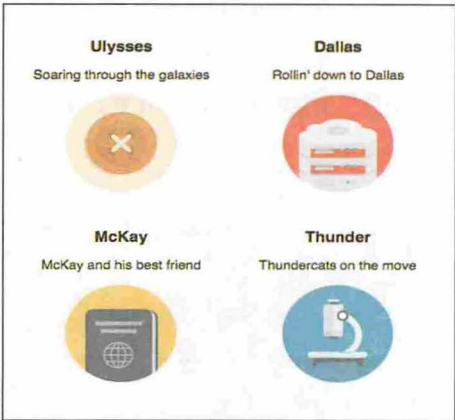 Ulysses
Soaring through the galaxies
Dallas
Rollin' down to Dallas
McKay
McKay and his best friend
Thunder
Thundercats on the move